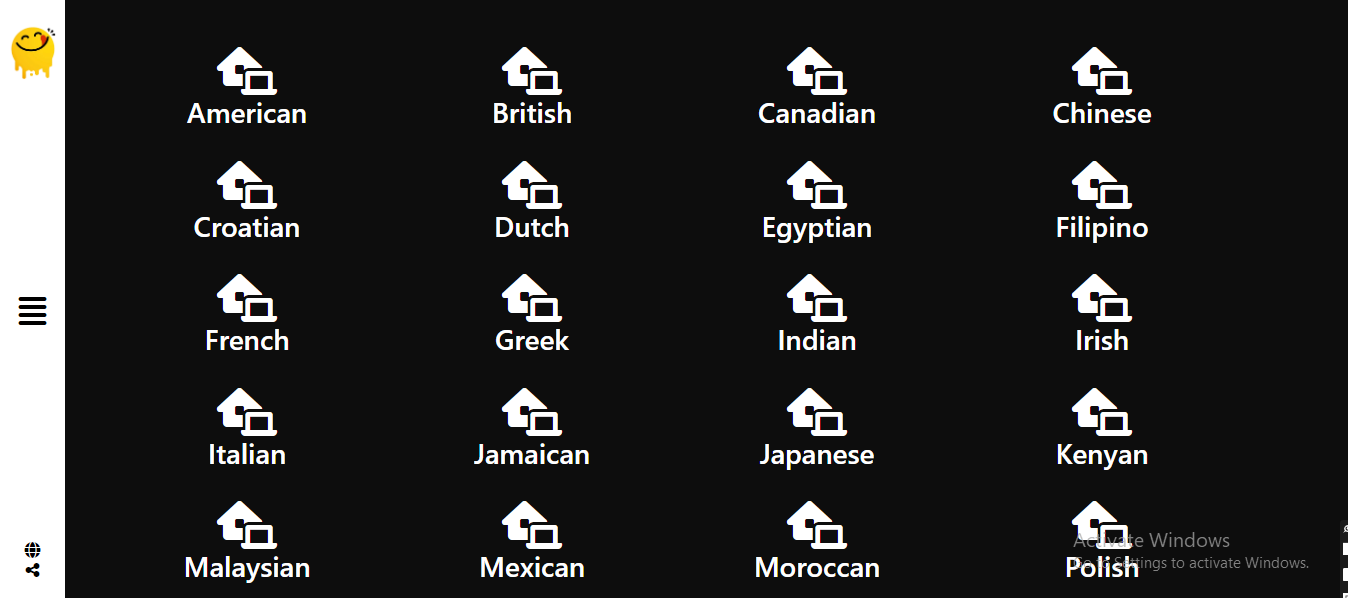 American
British
Canadian
Chinese
Croatian
Dutch
Egyptian
Filipino
French
Greek
Indian
Irish
Italian
Jamaican
Japanese
Kenyan
Malaysian
Mexican
Moroccan
Polish
Activate Windows
Go to Settings to activate Windows.